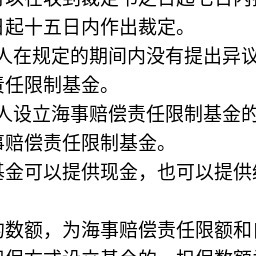 日起十五日内作出裁定。
人在规定的期间内没有提出异议
责任限制基金。
人设立海事赔偿责任限制基金的
事赔偿责任限制基金。
基金可以提供现金，也可以提供
的数额，为海事赔偿责任限额和自